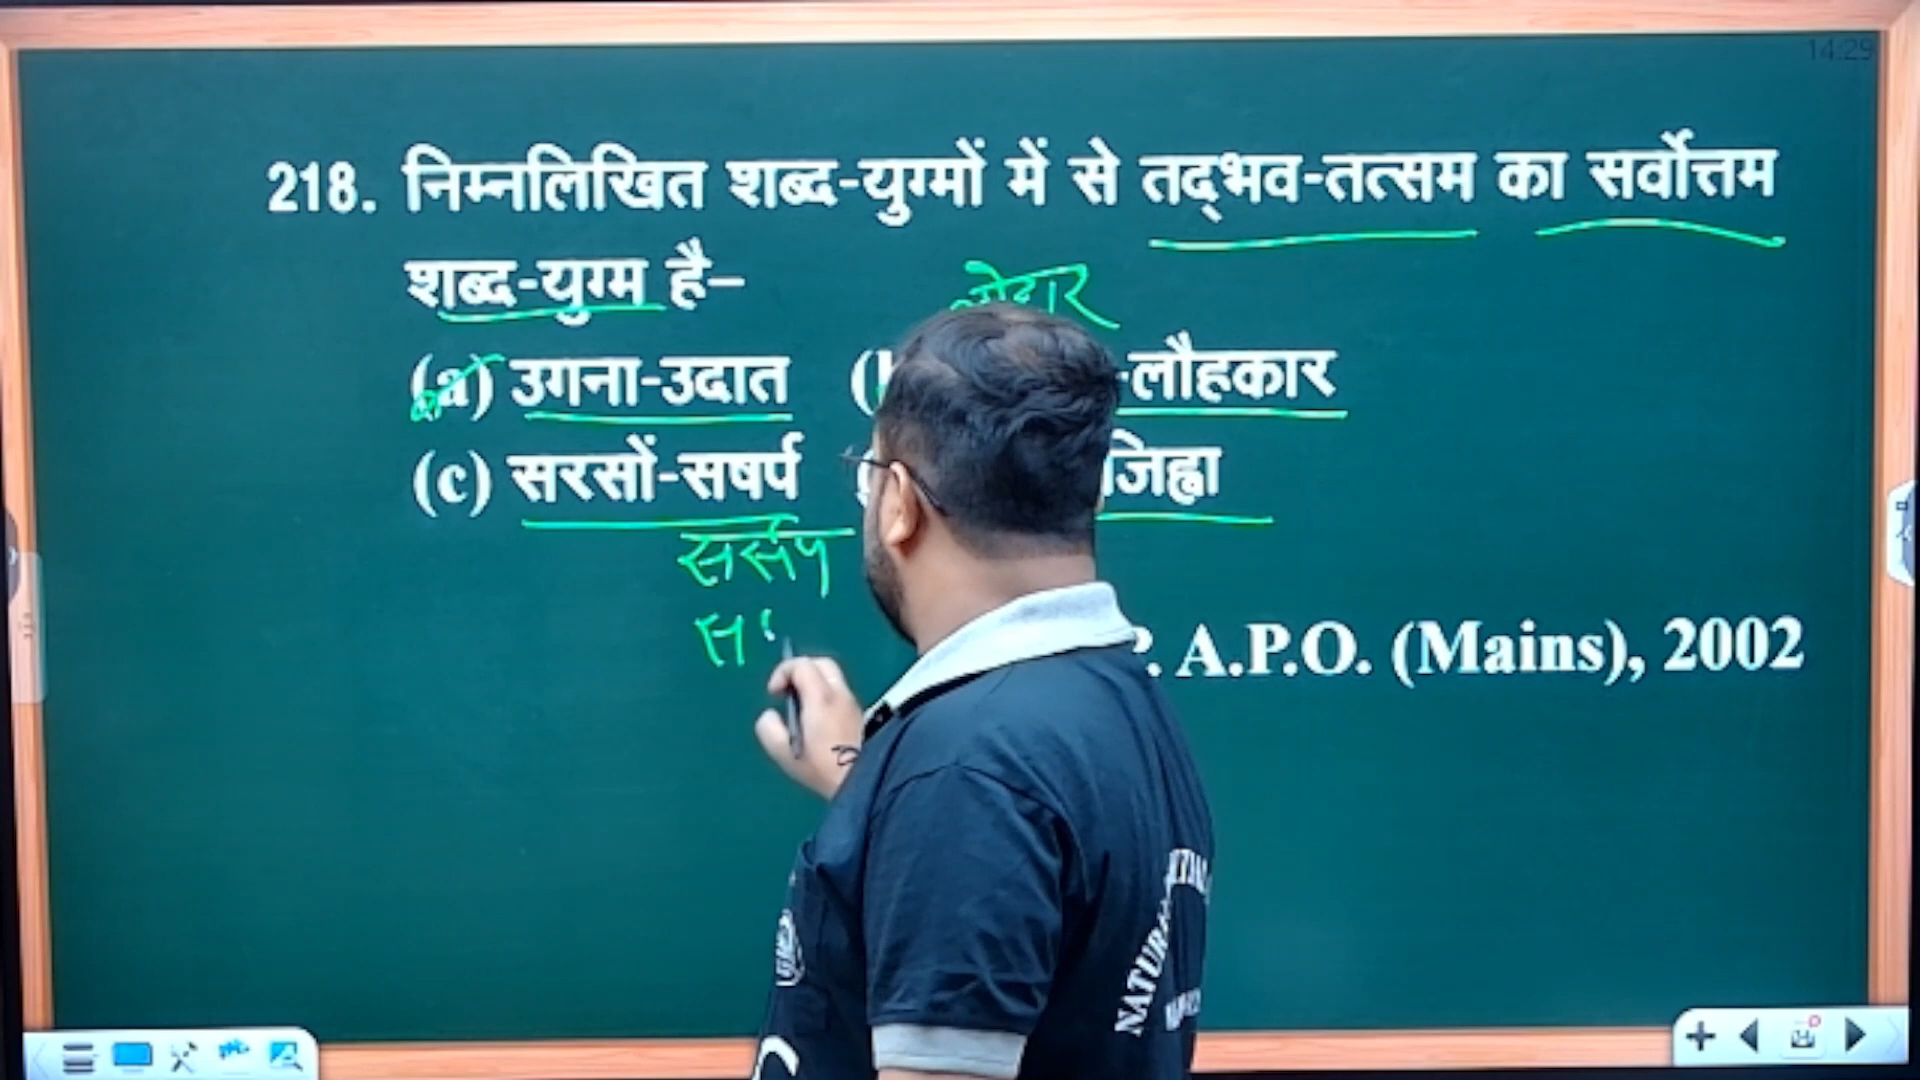 14:29
218. निम्नलिखित शब्द-युग्मों में से तद्भव-तत्सम का सर्वोत्तम
शब्द-युग्म है–
(a) उगना-उदात (b -लौहकार
(c) सरसों-सषर्प जिह्वा
सर्सप
स
P. A.P.O. (Mains), 2002